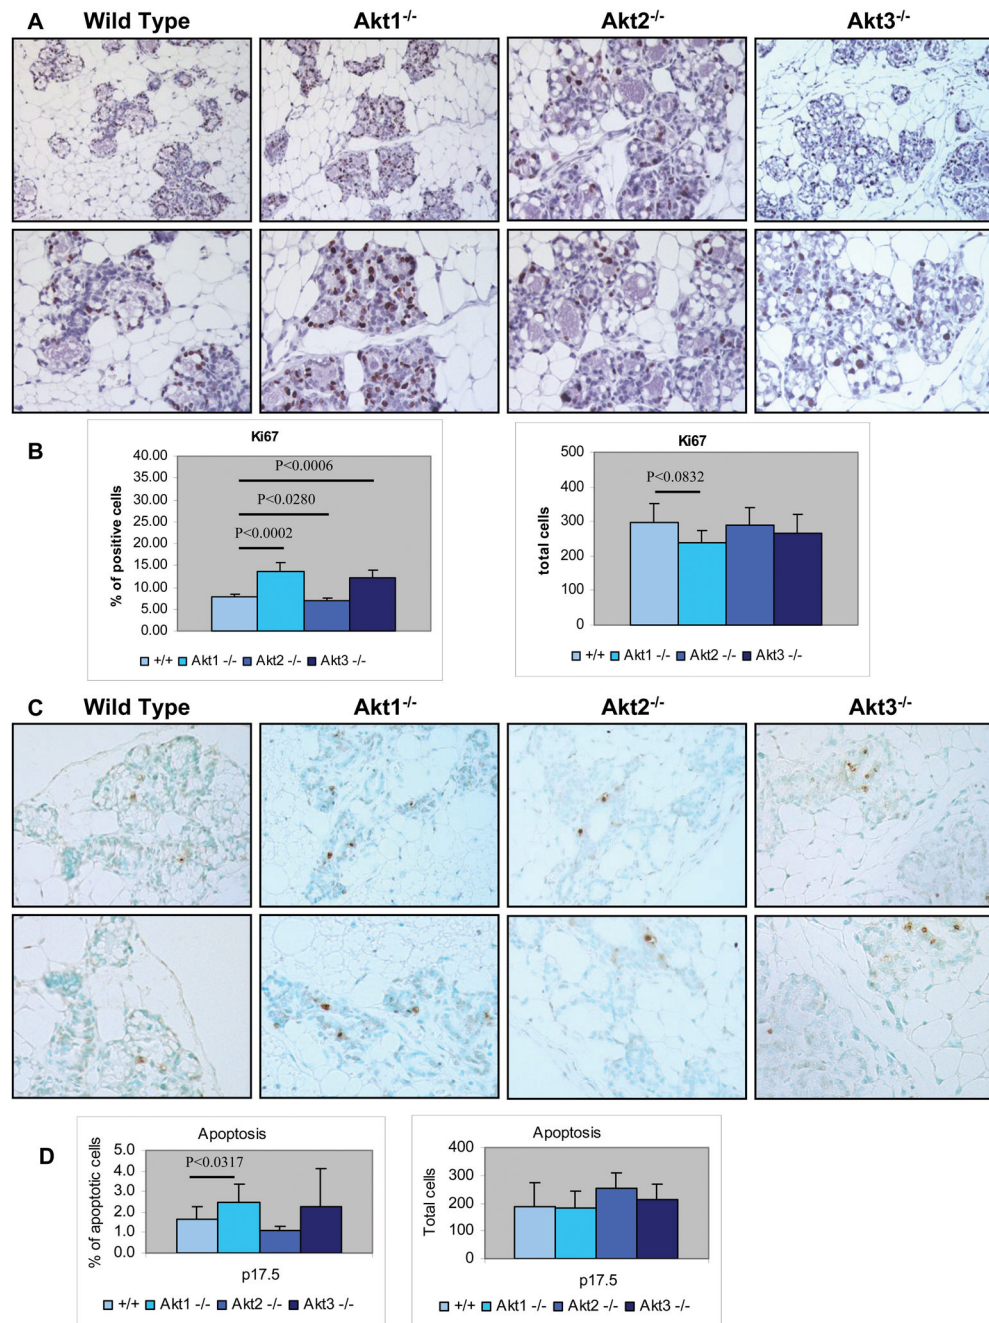 A Wild Type Akt1-/- Akt2-/- Akt3-/-
B
Ki67
40.00
35.00
30.00
25.00
20.00
15.00
10.00
5.00
0.00
% of positive cells
P<0.0006
P<0.0280
P<0.0002
+/+ Akt1 -/- Akt2 -/- Akt3 -/-
Ki67
500
400
300
200
100
0
total cells
P<0.0832
+/+ Akt1 -/- Akt2 -/- Akt3 -/-
C Wild Type Akt1-/- Akt2-/- Akt3-/-
D
Apoptosis
5.0
4.0
3.0
2.0
1.0
0.0
% of apoptotic cells
P<0.0317
p17.5
+/+ Akt1 -/- Akt2 -/- Akt3 -/-
Apoptosis
400
300
200
100
0
Total cells
p17.5
+/+ Akt1 -/- Akt2 -/- Akt3 -/-